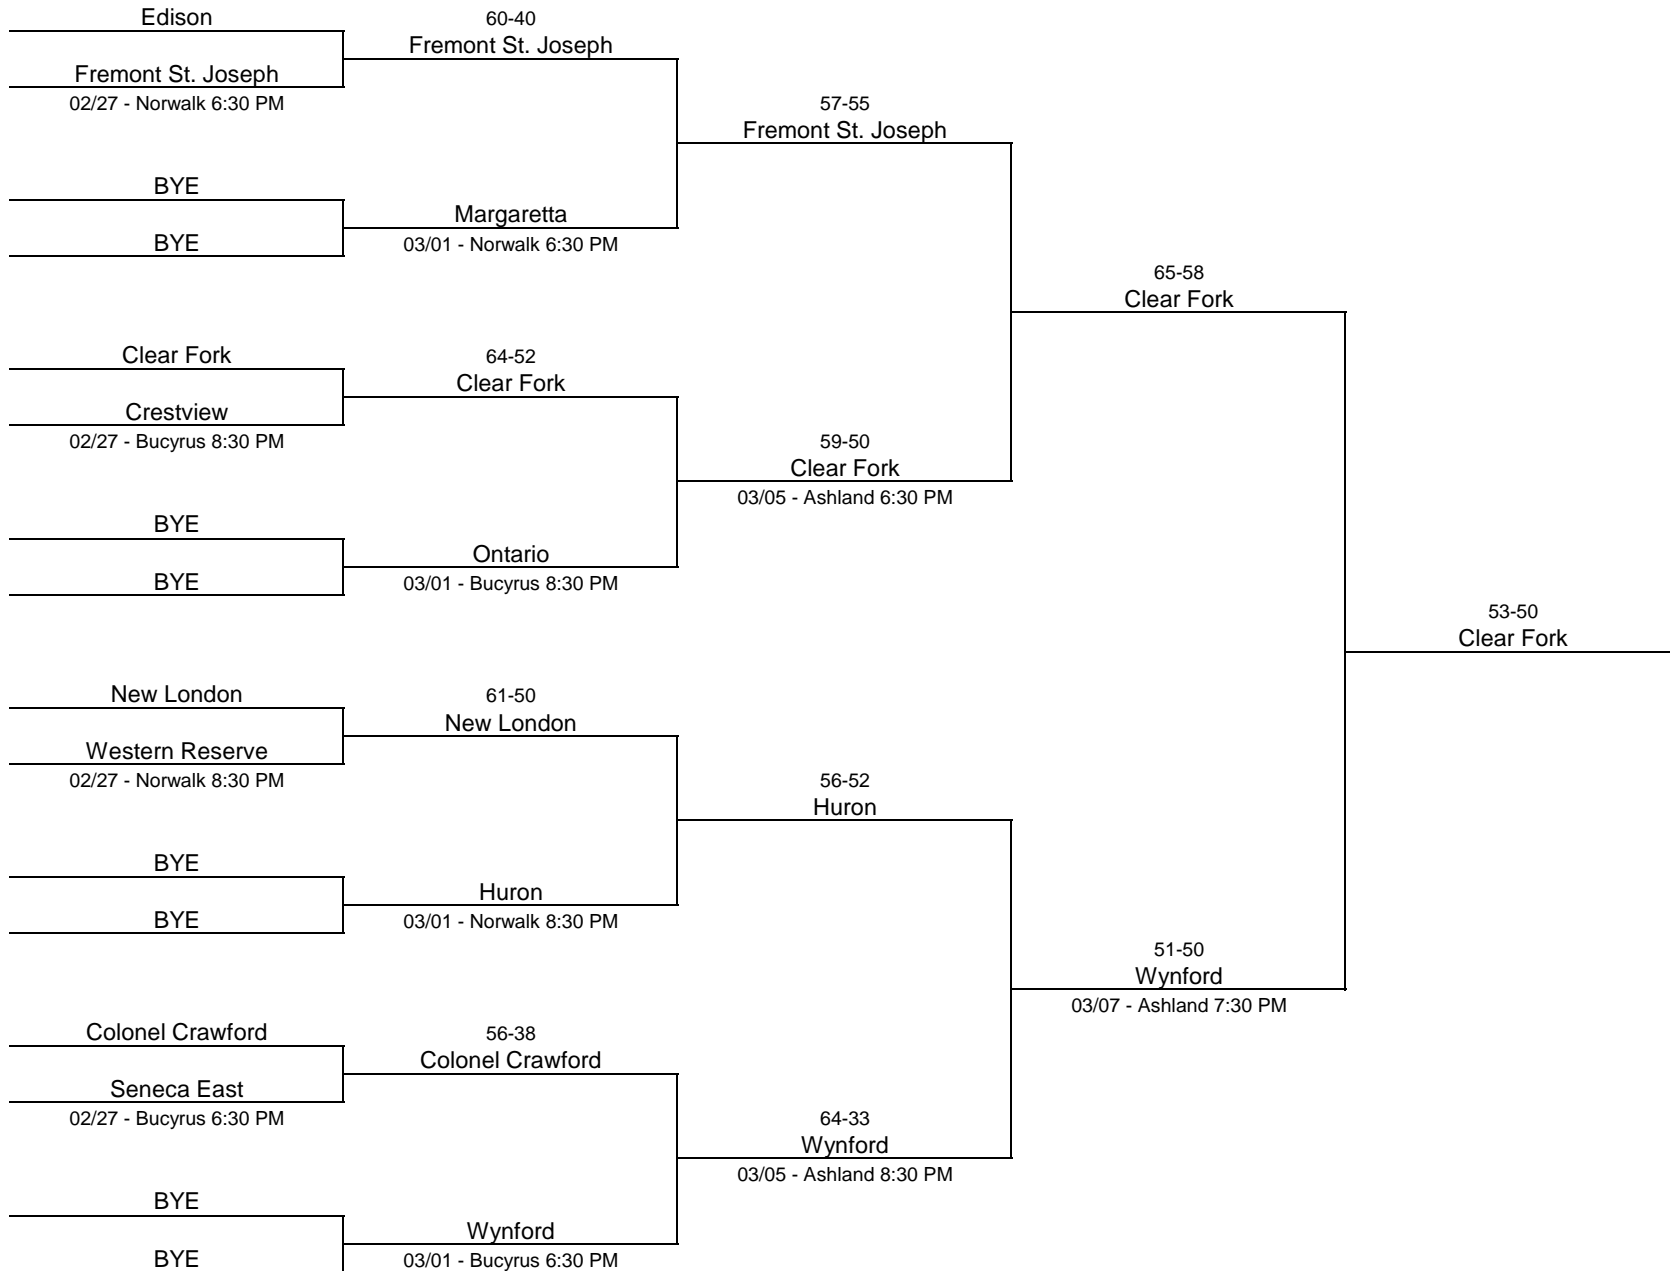 Edison
Fremont St. Joseph
02/27 - Norwalk 6:30 PM
BYE
BYE
Clear Fork
Crestview
02/27 - Bucyrus 8:30 PM
BYE
BYE
New London
Western Reserve
02/27 - Norwalk 8:30 PM
BYE
BYE
Colonel Crawford
Seneca East
02/27 - Bucyrus 6:30 PM
BYE
BYE
60-40
Fremont St. Joseph
Margaretta
03/01 - Norwalk 6:30 PM
64-52
Clear Fork
Ontario
03/01 - Bucyrus 8:30 PM
61-50
New London
Huron
03/01 - Norwalk 8:30 PM
56-38
Colonel Crawford
Wynford
03/01 - Bucyrus 6:30 PM
57-55
Fremont St. Joseph
59-50
Clear Fork
03/05 - Ashland 6:30 PM
56-52
Huron
64-33
Wynford
03/05 - Ashland 8:30 PM
65-58
Clear Fork
51-50
Wynford
03/07 - Ashland 7:30 PM
53-50
Clear Fork